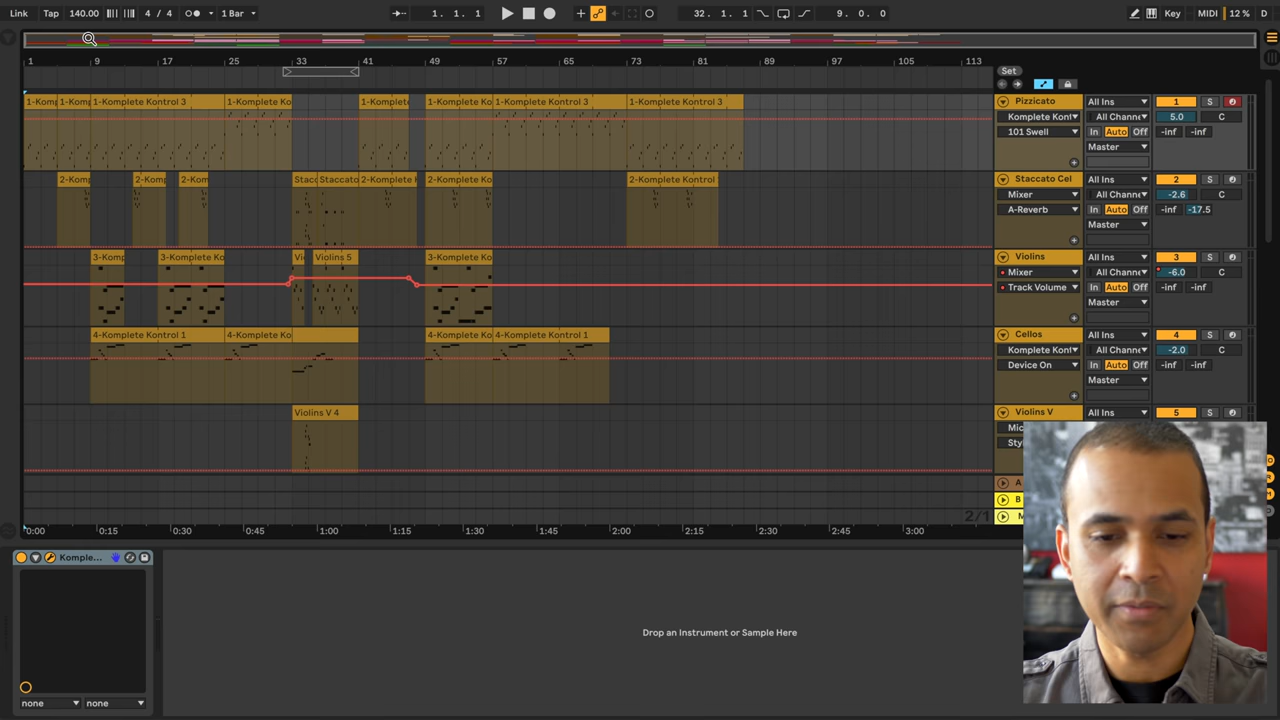 Link Tap 140.00 4 / 4 1 Bar 1. 1. 1 32. 1. 1 9. 0. 0 Key MIDI 12 % D
1 9 17 25 33 41 49 57 65 73 81 89 97 105 113
Set
1-Komp 1-Komp 1-Komplete Kontrol 3 1-Komplete Ko 1-Komplete 1-Komplete Ko 1-Komplete Kontrol 3 1-Komplete Kontrol 3 Pizzicato All Ins 1 S
Komplete Kont All Channe 5.0 C
101 Swell In Auto Off -inf -inf
Master
2-Komp 2-Komp 2-Kom Stacc Staccato 2-Komplete K 2-Komplete Ko 2-Komplete Kontrol Staccato Cel All Ins 2 S
Mixer All Channe -2.6 C
A-Reverb In Auto Off -inf -17.5
Master
3-Komp 3-Komplete Ko Vi Violins 5 3-Komplete Ko Violins All Ins 3 S
Mixer All Channe -6.0 C
Track Volume In Auto Off -inf -inf
Master
4-Komplete Kontrol 1 4-Komplete Ko 4-Komplete Ko 4-Komplete Kontrol 1 Cellos All Ins 4 S
Komplete Kont All Channe -2.0 C
Device On In Auto Off -inf -inf
Master
Violins V 4 Violins V All Ins 5 S
Mic
Sty
A
B
2/1 M
0:00 0:15 0:30 0:45 1:00 1:15 1:30 1:45 2:00 2:15 2:30 2:45 3:00
Komple...
Drop an Instrument or Sample Here
none none